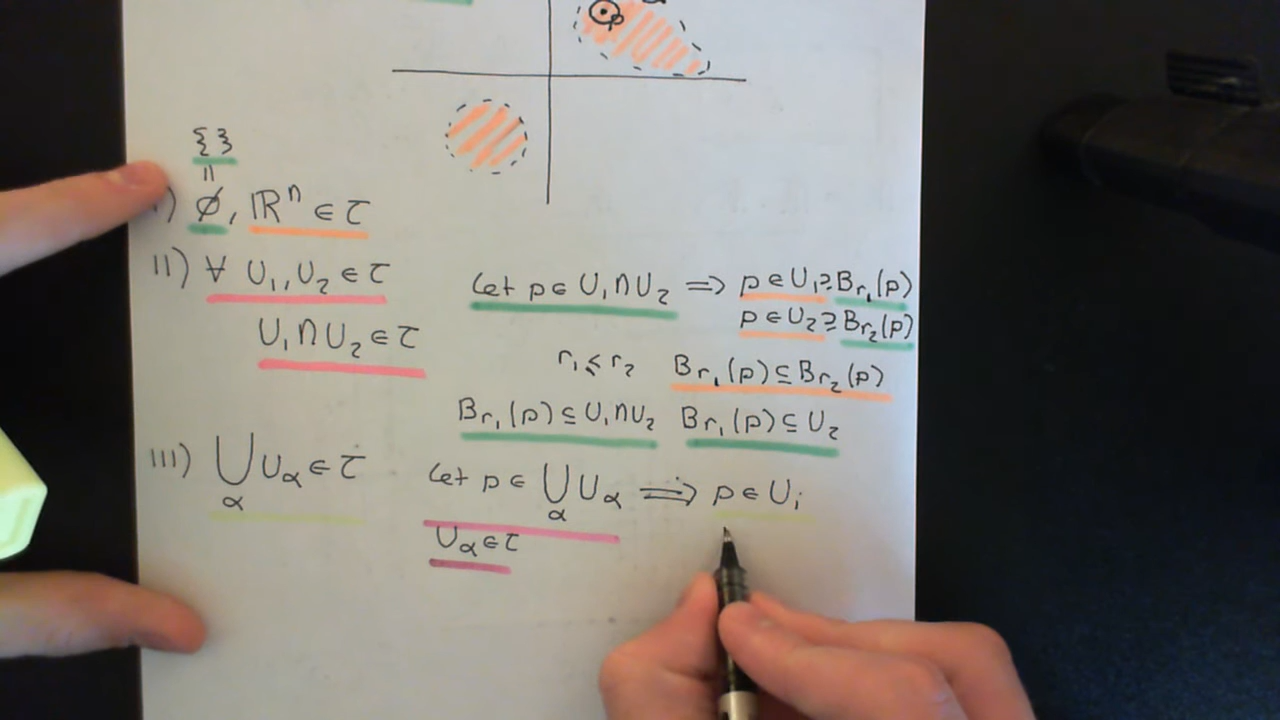 p
{ }
=
) ∅, ℝⁿ ∈ τ
II) ∀ U₁, U₂ ∈ τ
U₁ ∩ U₂ ∈ τ
Let p ∈ U₁ ∩ U₂ ⟹ p ∈ U₁ ⊇ B_{r₁}(p)
p ∈ U₂ ⊇ B_{r₂}(p)
r₁ ≤ r₂ B_{r₁}(p) ⊆ B_{r₂}(p)
B_{r₁}(p) ⊆ U₁ ∩ U₂ B_{r₁}(p) ⊆ U₂
III) ⋃_α U_α ∈ τ
Let p ∈ ⋃_α U_α ⟹ p ∈ U_i
U_α ∈ τ